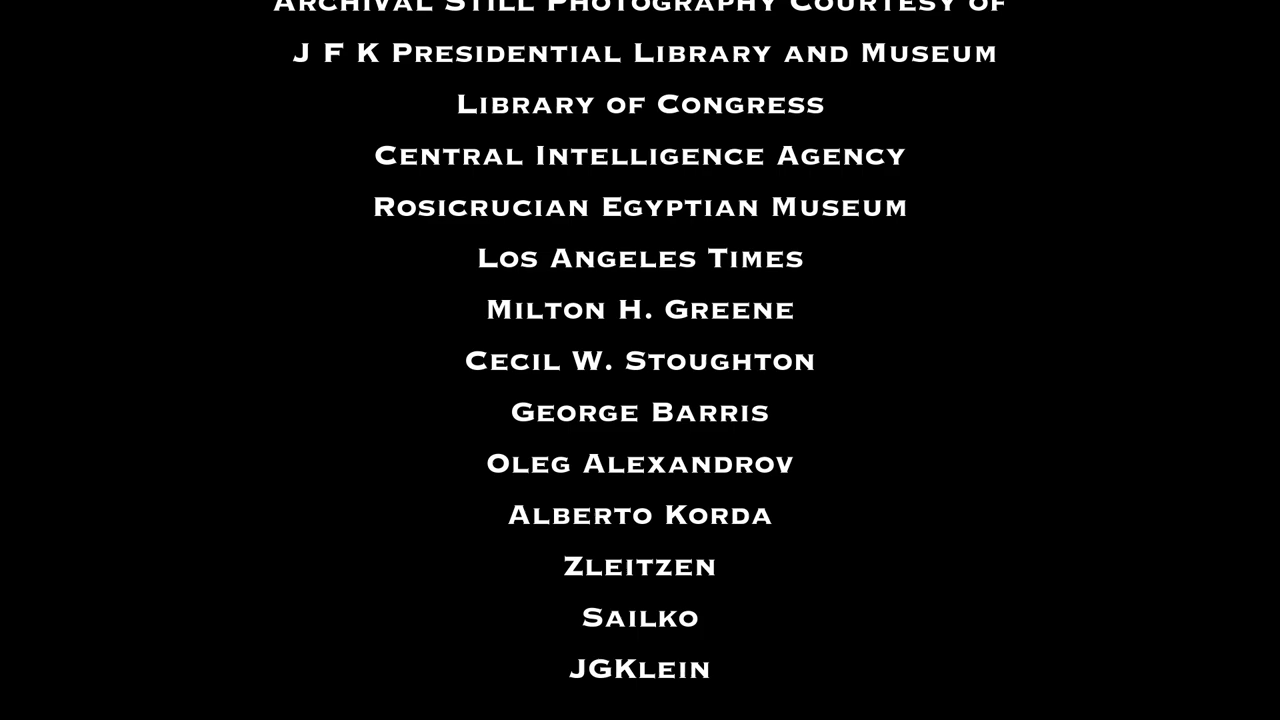 Archival Still Photography Courtesy of
J F K Presidential Library and Museum
Library of Congress
Central Intelligence Agency
Rosicrucian Egyptian Museum
Los Angeles Times
Milton H. Greene
Cecil W. Stoughton
George Barris
Oleg Alexandrov
Alberto Korda
Zleitzen
Sailko
JGKlein